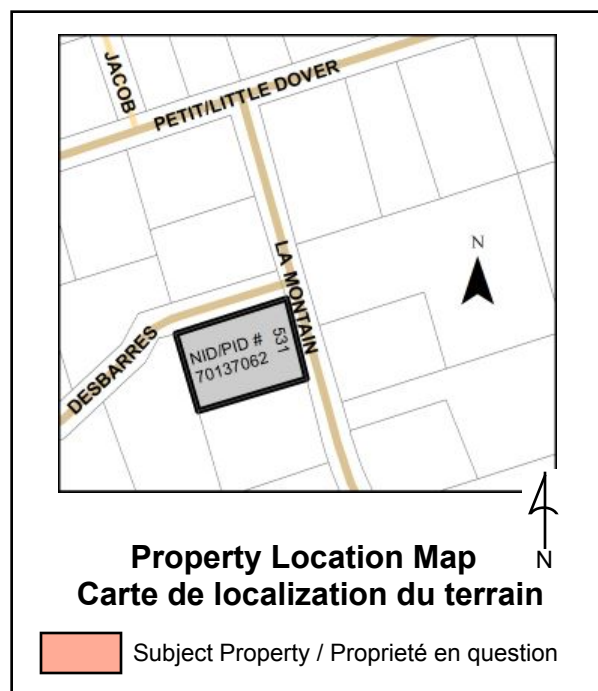 JACOB
PETIT/LITTLE DOVER
LA MONTAIN
N
DESBARRES
NID/PID #
70137062
531
N
Property Location Map
Carte de localization du terrain
Subject Property / Proprieté en question